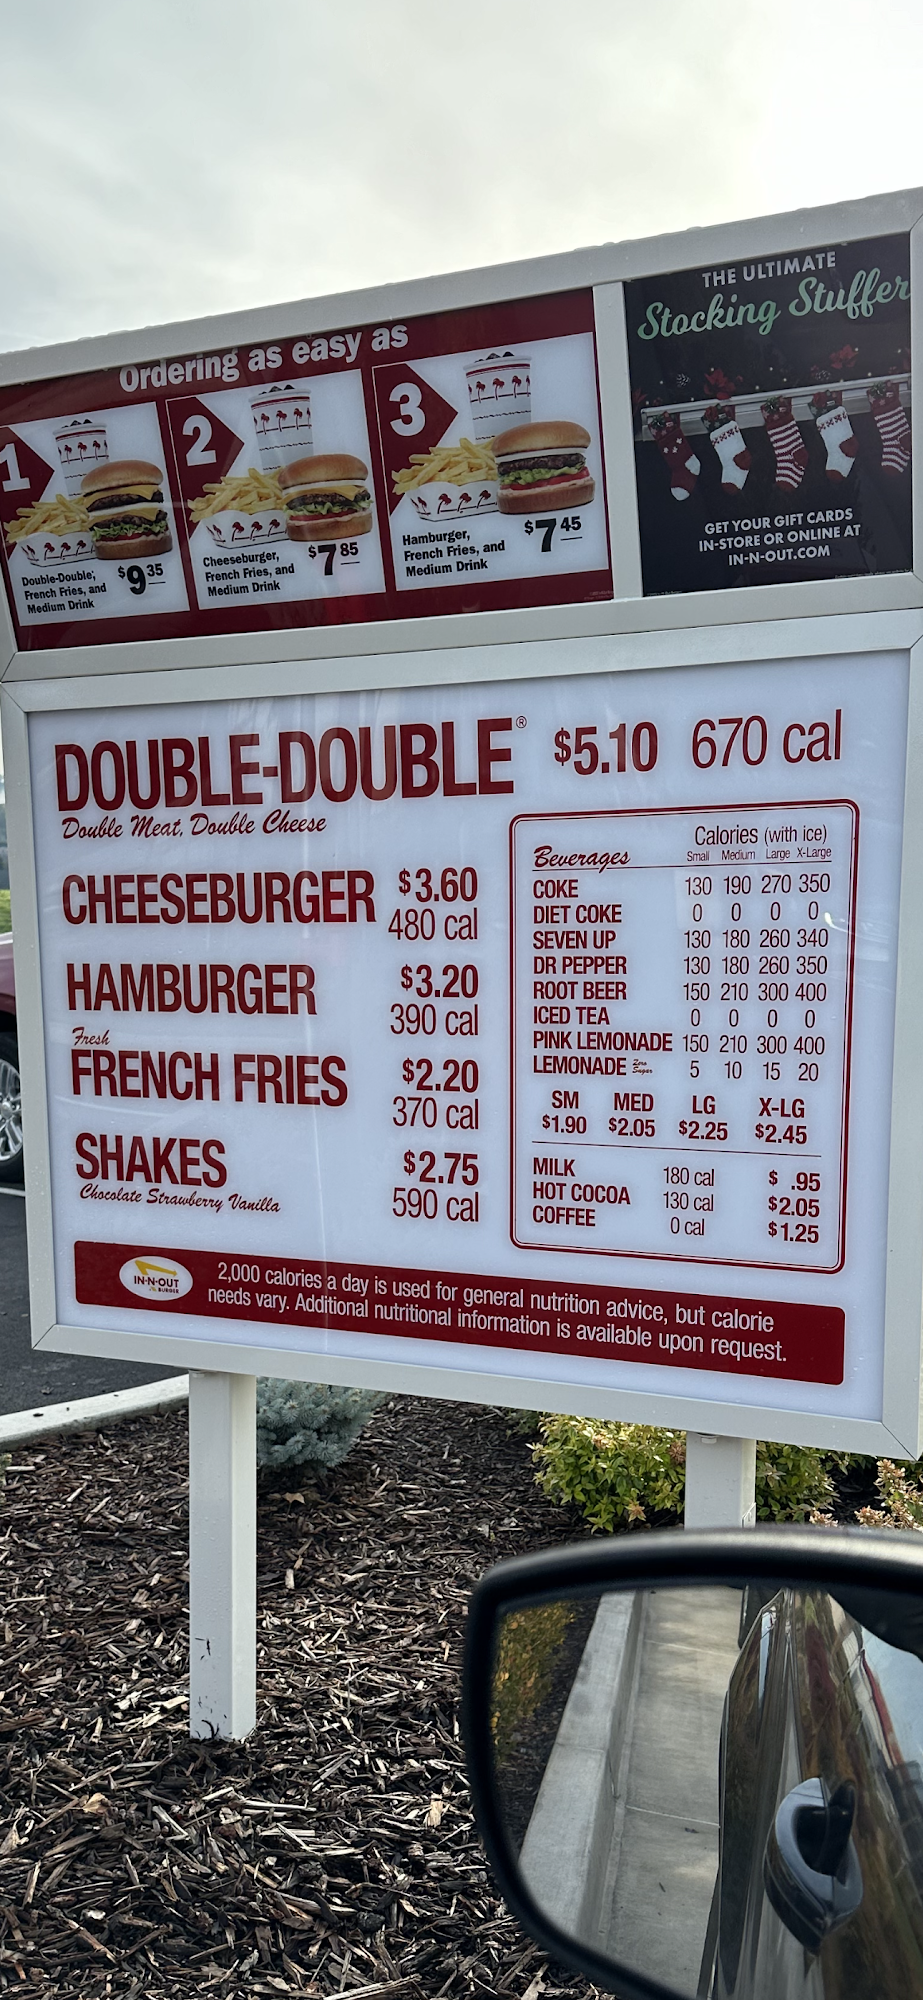 Ordering as easy as
1
Double-Double®,
French Fries, and
Medium Drink
$9 35
2
Cheeseburger,
French Fries, and
Medium Drink
$7 85
3
Hamburger,
French Fries, and
Medium Drink
$7 45
THE ULTIMATE
Stocking Stuffer
GET YOUR GIFT CARDS
IN-STORE OR ONLINE AT
IN-N-OUT.COM
DOUBLE-DOUBLE® $5.10 670 cal
Double Meat, Double Cheese
CHEESEBURGER $3.60
480 cal
HAMBURGER $3.20
390 cal
Fresh
FRENCH FRIES $2.20
370 cal
SHAKES $2.75
Chocolate Strawberry Vanilla 590 cal
Calories (with ice)
Beverages Small Medium Large X-Large
COKE 130 190 270 350
DIET COKE 0 0 0 0
SEVEN UP 130 180 260 340
DR PEPPER 130 180 260 350
ROOT BEER 150 210 300 400
ICED TEA 0 0 0 0
PINK LEMONADE 150 210 300 400
LEMONADE Zero Sugar 5 10 15 20
SM MED LG X-LG
$1.90 $2.05 $2.25 $2.45
MILK 180 cal $ .95
HOT COCOA 130 cal $2.05
COFFEE 0 cal $1.25
IN-N-OUT
BURGER
2,000 calories a day is used for general nutrition advice, but calorie
needs vary. Additional nutritional information is available upon request.